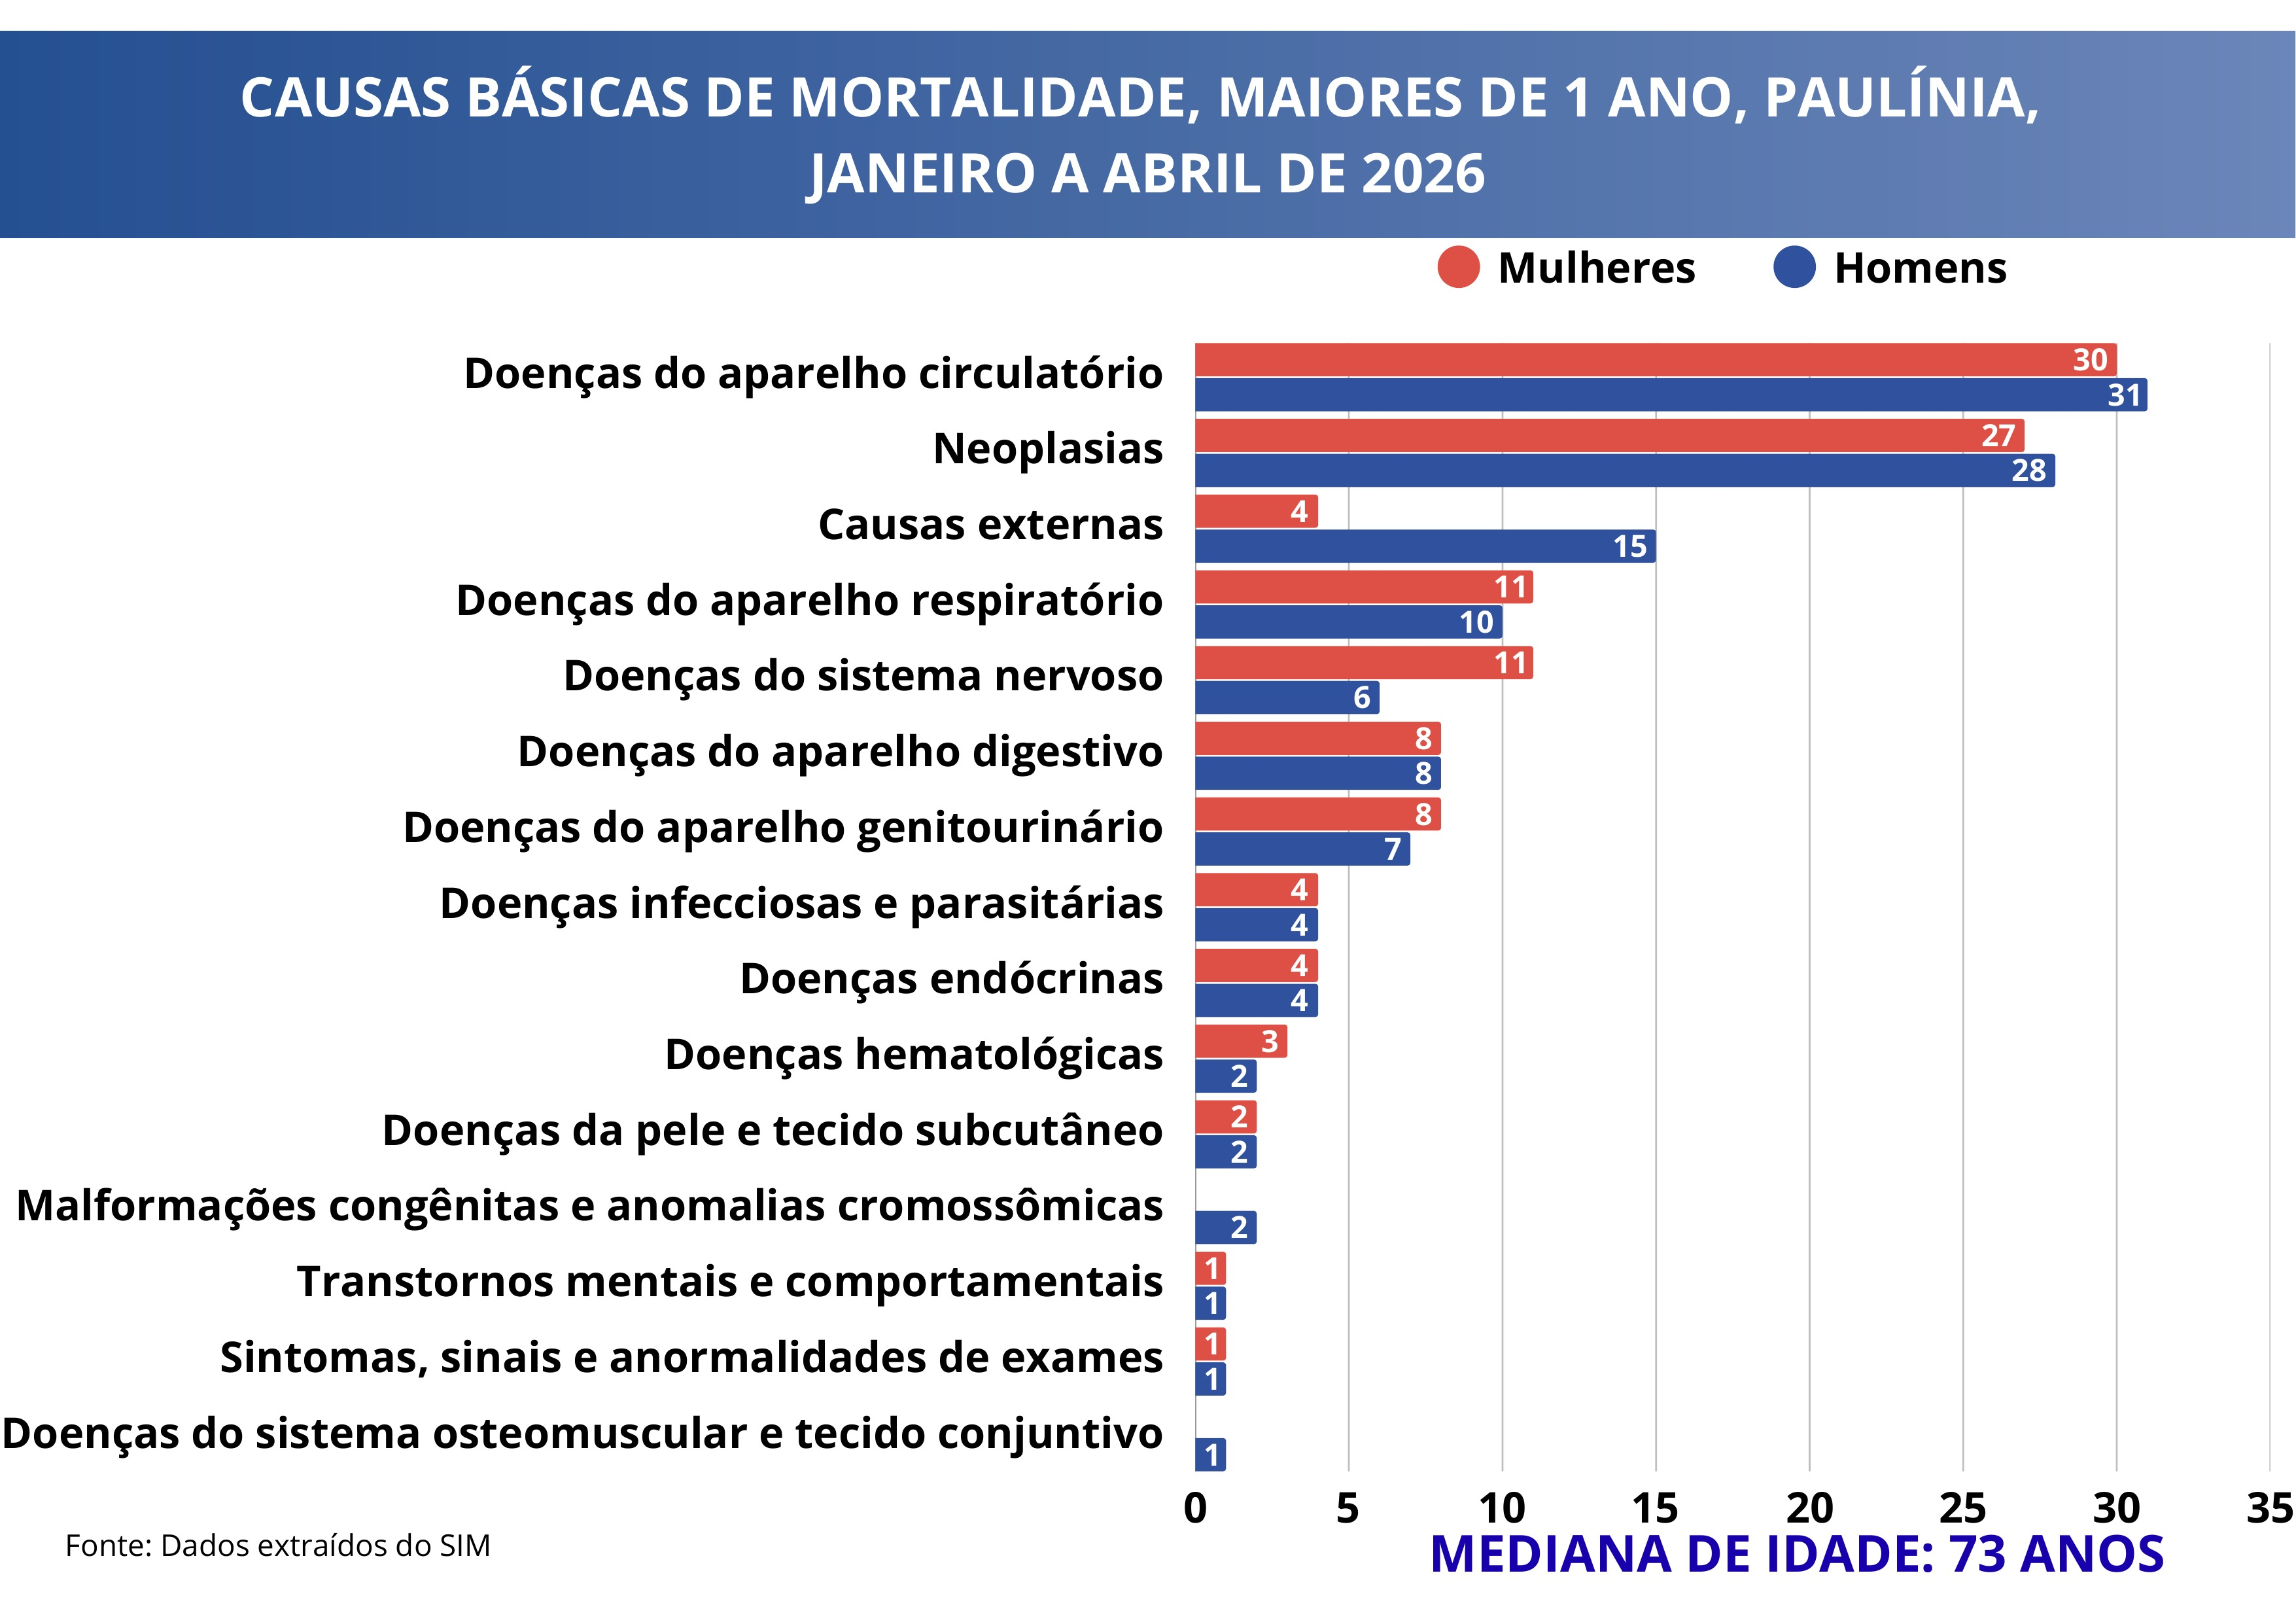 CAUSAS BÁSICAS DE MORTALIDADE, MAIORES DE 1 ANO, PAULÍNIA,
JANEIRO A ABRIL DE 2026
Mulheres
Homens
Doenças do aparelho circulatório
30
31
Neoplasias
27
28
Causas externas
4
15
Doenças do aparelho respiratório
11
10
Doenças do sistema nervoso
11
6
Doenças do aparelho digestivo
8
8
Doenças do aparelho genitourinário
8
7
Doenças infecciosas e parasitárias
4
4
Doenças endócrinas
4
4
Doenças hematológicas
3
2
Doenças da pele e tecido subcutâneo
2
2
Malformações congênitas e anomalias cromossômicas
2
Transtornos mentais e comportamentais
1
1
Sintomas, sinais e anormalidades de exames
1
1
Doenças do sistema osteomuscular e tecido conjuntivo
1
0 5 10 15 20 25 30 35
Fonte: Dados extraídos do SIM
MEDIANA DE IDADE: 73 ANOS